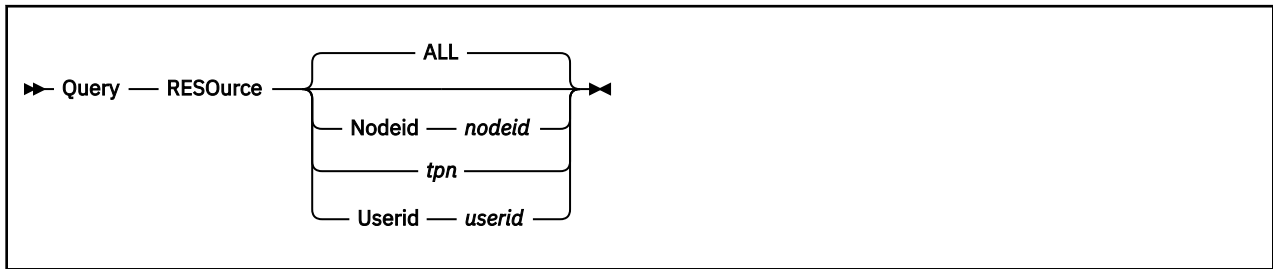 ALL
Query RESOurce
Nodeid nodeid
tpn
Userid userid